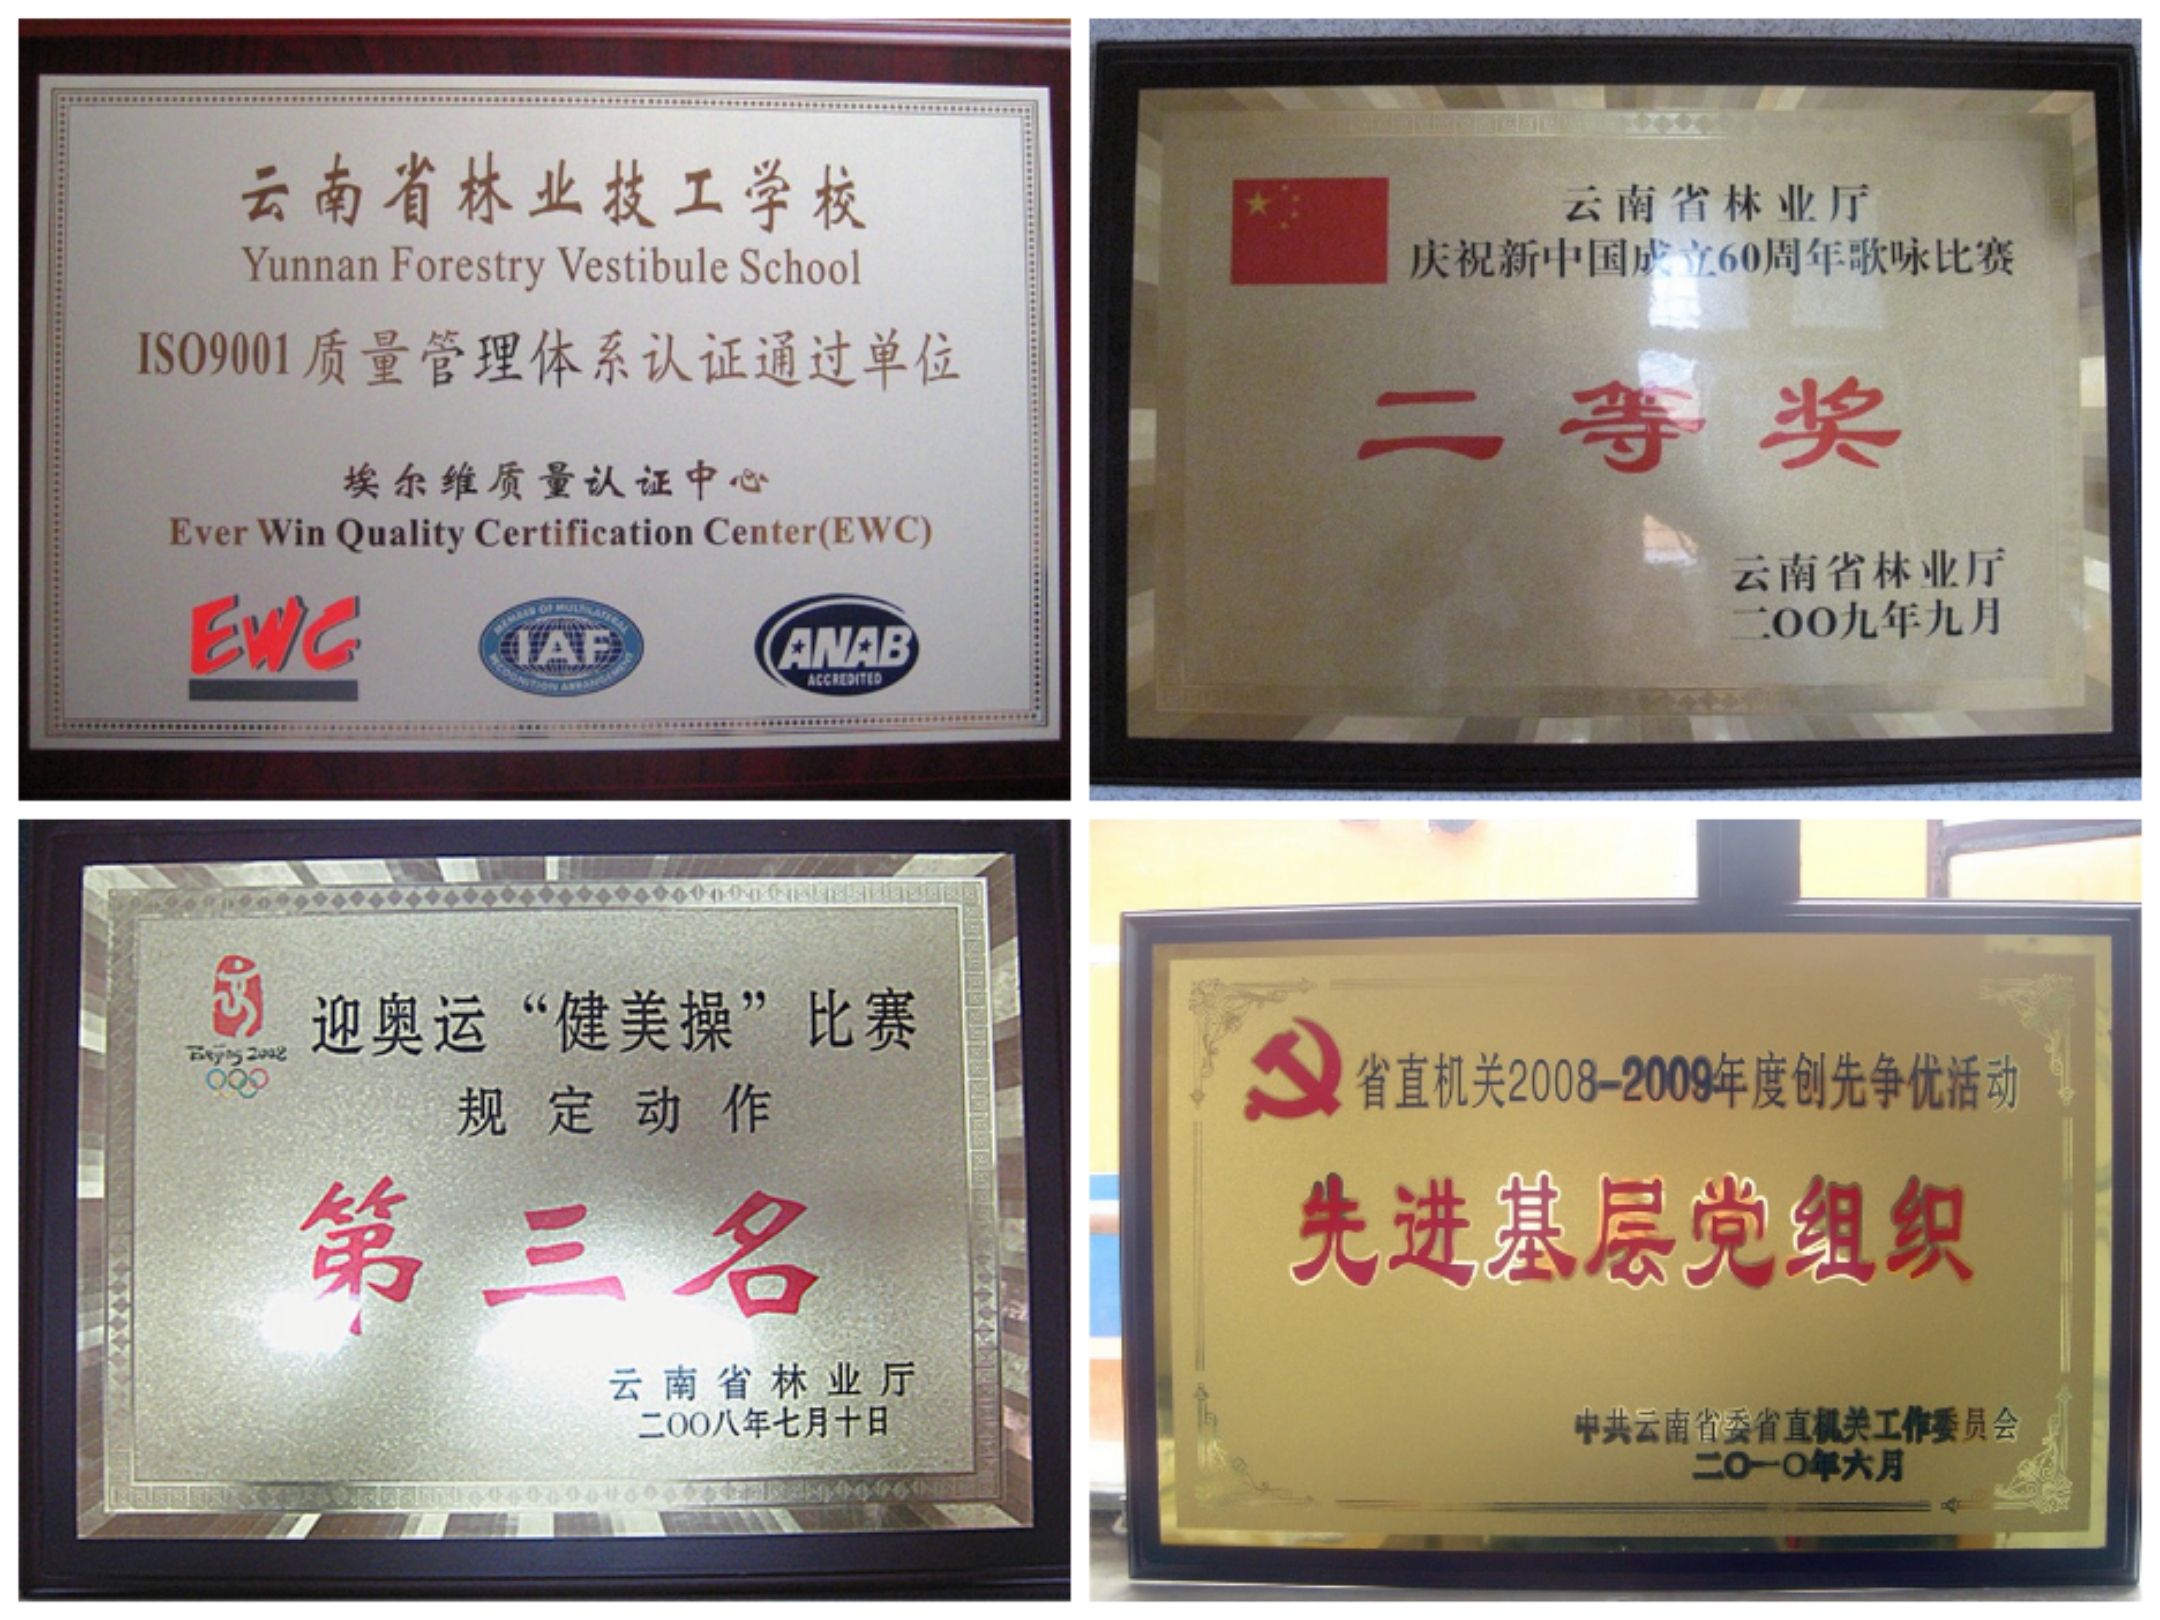 云南省林业技工学校
Yunnan Forestry Vestibule School
ISO9001质量管理体系认证通过单位
埃尔维质量认证中心
Ever Win Quality Certification Center(EWC)
EWC
MEMBER OF MULTILATERAL
IAF
RECOGNITION ARRANGEMENT
ANAB
ACCREDITED
云南省林业厅
庆祝新中国成立60周年歌咏比赛
二等奖
云南省林业厅
二OO九年九月
Beijing 2008
迎奥运“健美操”比赛
规定动作
第三名
云南省林业厅
二OO八年七月十日
省直机关2008-2009年度创先争优活动
先进基层党组织
中共云南省委省直机关工作委员会
二O一O年六月